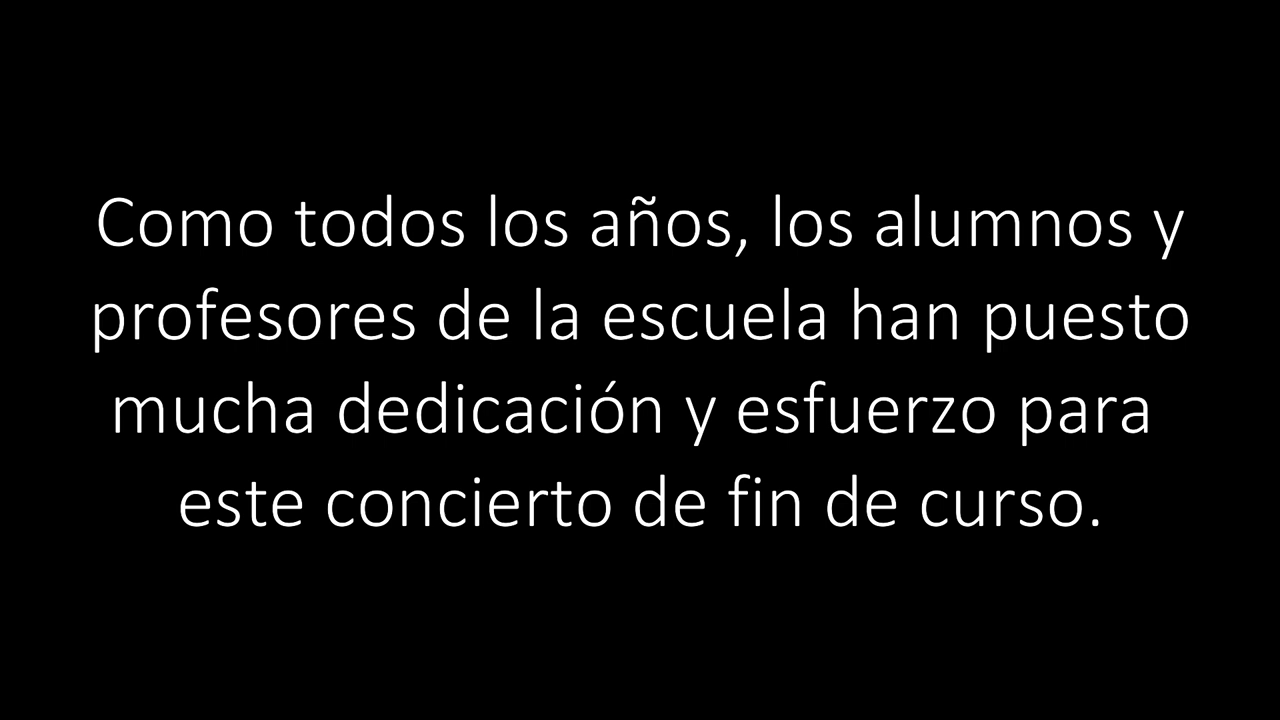 Como todos los años, los alumnos y
profesores de la escuela han puesto
mucha dedicación y esfuerzo para
este concierto de fin de curso.